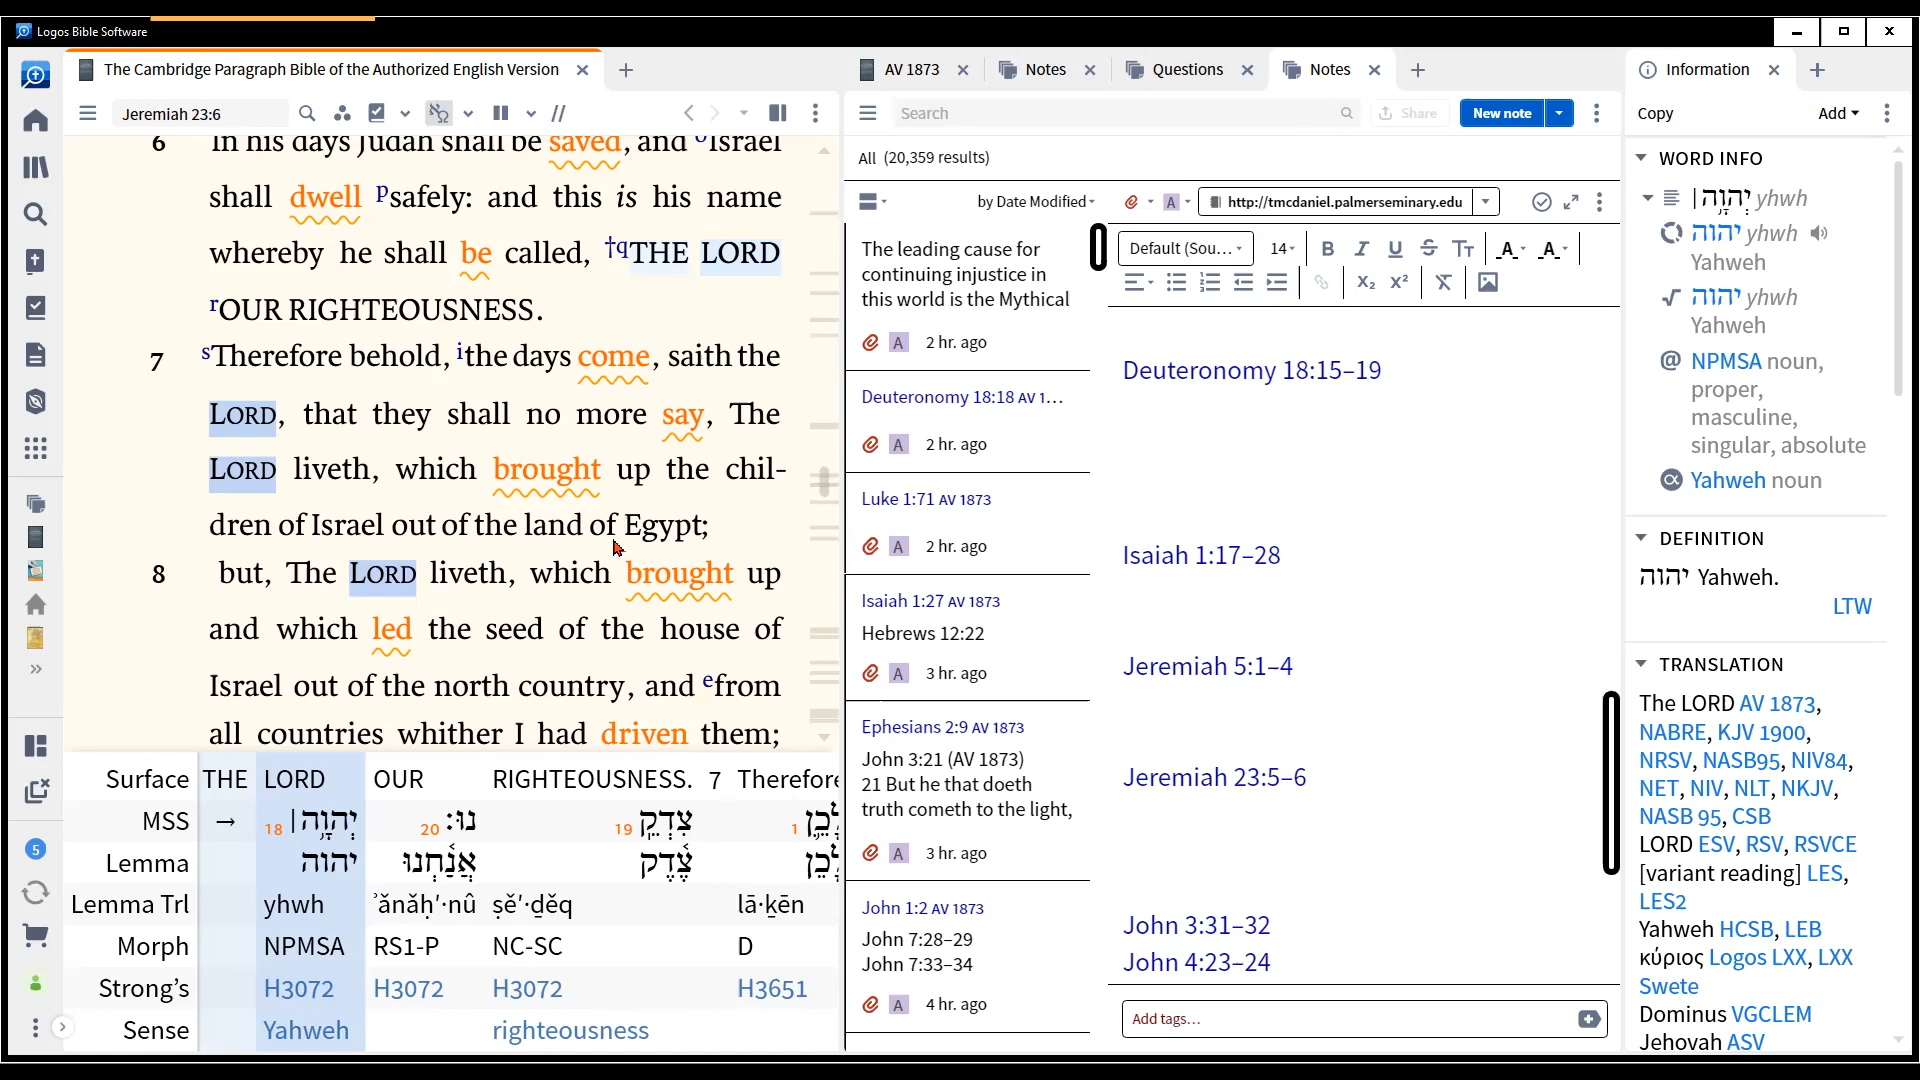 Logos Bible Software
The Cambridge Paragraph Bible of the Authorized English Version
Jeremiah 23:6
6 In his days Judah shall be saved, and oIsrael
shall dwell psafely: and this is his name
whereby he shall be called, †qTHE LORD
rOUR RIGHTEOUSNESS.
7 sTherefore behold, ithe days come, saith the
LORD, that they shall no more say, The
LORD liveth, which brought up the chil-
dren of Israel out of the land of Egypt;
8 but, The LORD liveth, which brought up
and which led the seed of the house of
Israel out of the north country, and efrom
all countries whither I had driven them;
Surface THE LORD OUR RIGHTEOUSNESS. 7 Therefore
MSS → 18 יְהוָ֥ה׀ 20 נוּ׃ 19 צִדְקֵֽ 1 לָכֵ֛ן
Lemma יהוה אֲנַ֫חְנוּ צֶ֫דֶק לָכֵן
Lemma Trl yhwh ʾănăḥ′·nû ṣĕ′·ḏĕq lā·ḵēn
Morph NPMSA RS1-P NC-SC D
Strong’s H3072 H3072 H3072 H3651
Sense Yahweh righteousness
5
AV 1873
Notes
Questions
Notes
Search
Share
New note
All (20,359 results)
by Date Modified
A
http://tmcdaniel.palmerseminary.edu
The leading cause for
continuing injustice in
this world is the Mythical
A 2 hr. ago
Deuteronomy 18:18 AV 1…
A 2 hr. ago
Luke 1:71 AV 1873
A 2 hr. ago
Isaiah 1:27 AV 1873
Hebrews 12:22
A 3 hr. ago
Ephesians 2:9 AV 1873
John 3:21 (AV 1873)
21 But he that doeth
truth cometh to the light,
A 3 hr. ago
John 1:2 AV 1873
John 7:28–29
John 7:33–34
A 4 hr. ago
Default (Sou… 14 B I U S Tт A A
X₂ X²
Deuteronomy 18:15–19
Isaiah 1:17–28
Jeremiah 5:1–4
Jeremiah 23:5–6
John 3:31–32
John 4:23–24
Add tags…
Information
Copy Add
WORD INFO
יְהוָ֥ה׀ yhwh
יהוה yhwh
Yahweh
יהוה yhwh
Yahweh
@ NPMSA noun,
proper,
masculine,
singular, absolute
Yahweh noun
DEFINITION
יהוה Yahweh.
LTW
TRANSLATION
The LORD AV 1873,
NABRE, KJV 1900,
NRSV, NASB95, NIV84,
NET, NIV, NLT, NKJV,
NASB 95, CSB
LORD ESV, RSV, RSVCE
[variant reading] LES,
LES2
Yahweh HCSB, LEB
κύριος Logos LXX, LXX
Swete
Dominus VGCLEM
Jehovah ASV